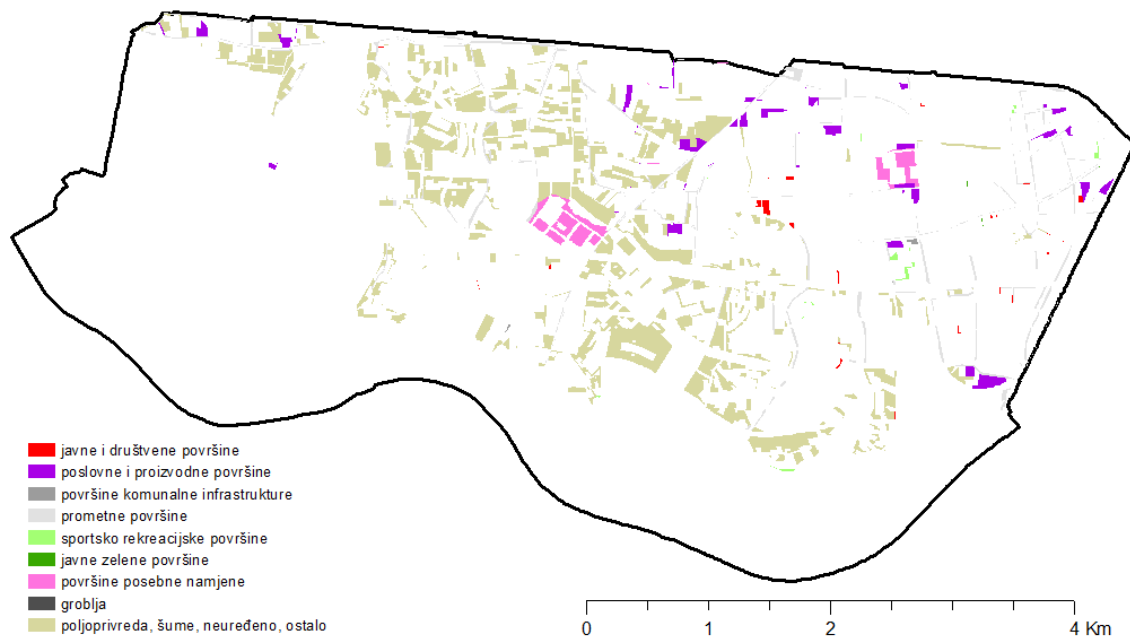 javne i društvene površine
poslovne i proizvodne površine
površine komunalne infrastrukture
prometne površine
sportsko rekreacijske površine
javne zelene površine
površine posebne namjene
groblja
poljoprivreda, šume, neuređeno, ostalo
0 1 2 4 Km